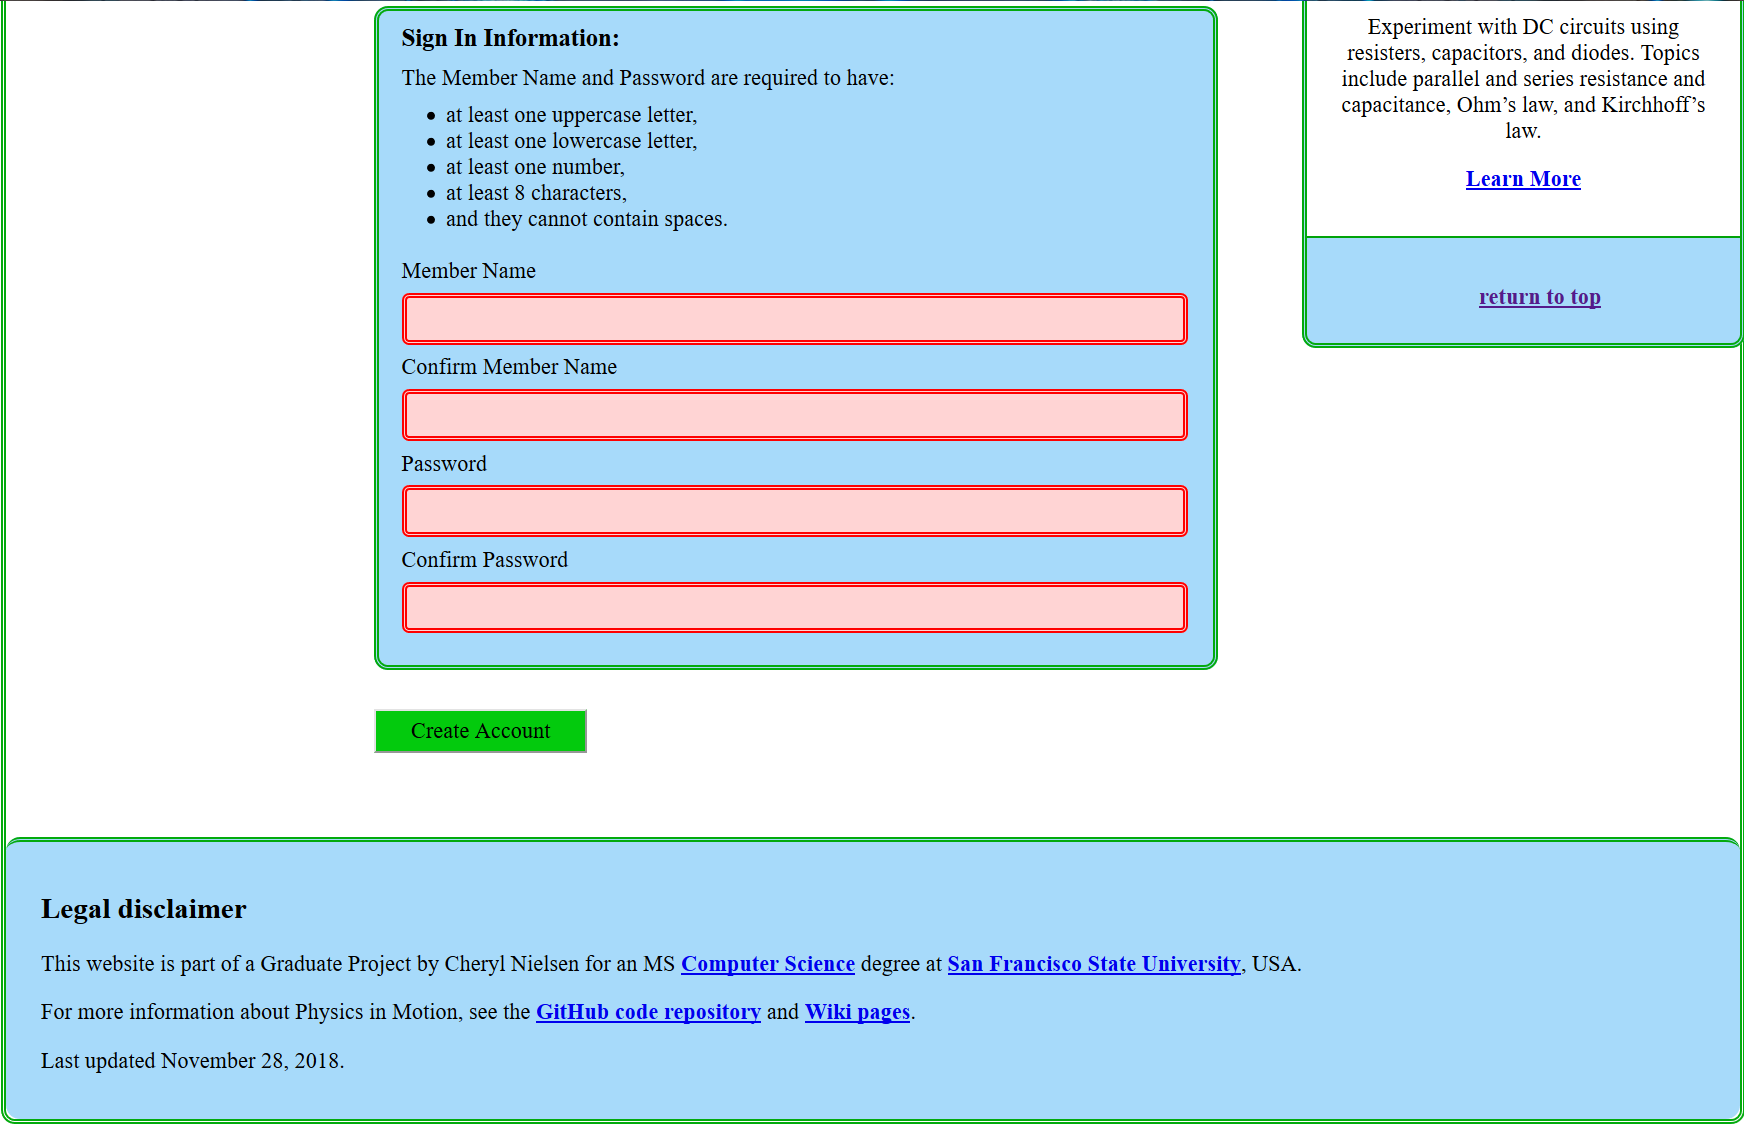 Sign In Information:
The Member Name and Password are required to have:
at least one uppercase letter,
at least one lowercase letter,
at least one number,
at least 8 characters,
and they cannot contain spaces.
Member Name
Confirm Member Name
Password
Confirm Password
Create Account
Experiment with DC circuits using
resisters, capacitors, and diodes. Topics
include parallel and series resistance and
capacitance, Ohm’s law, and Kirchhoff’s
law.
Learn More
return to top
Legal disclaimer
This website is part of a Graduate Project by Cheryl Nielsen for an MS Computer Science degree at San Francisco State University, USA.
For more information about Physics in Motion, see the GitHub code repository and Wiki pages.
Last updated November 28, 2018.